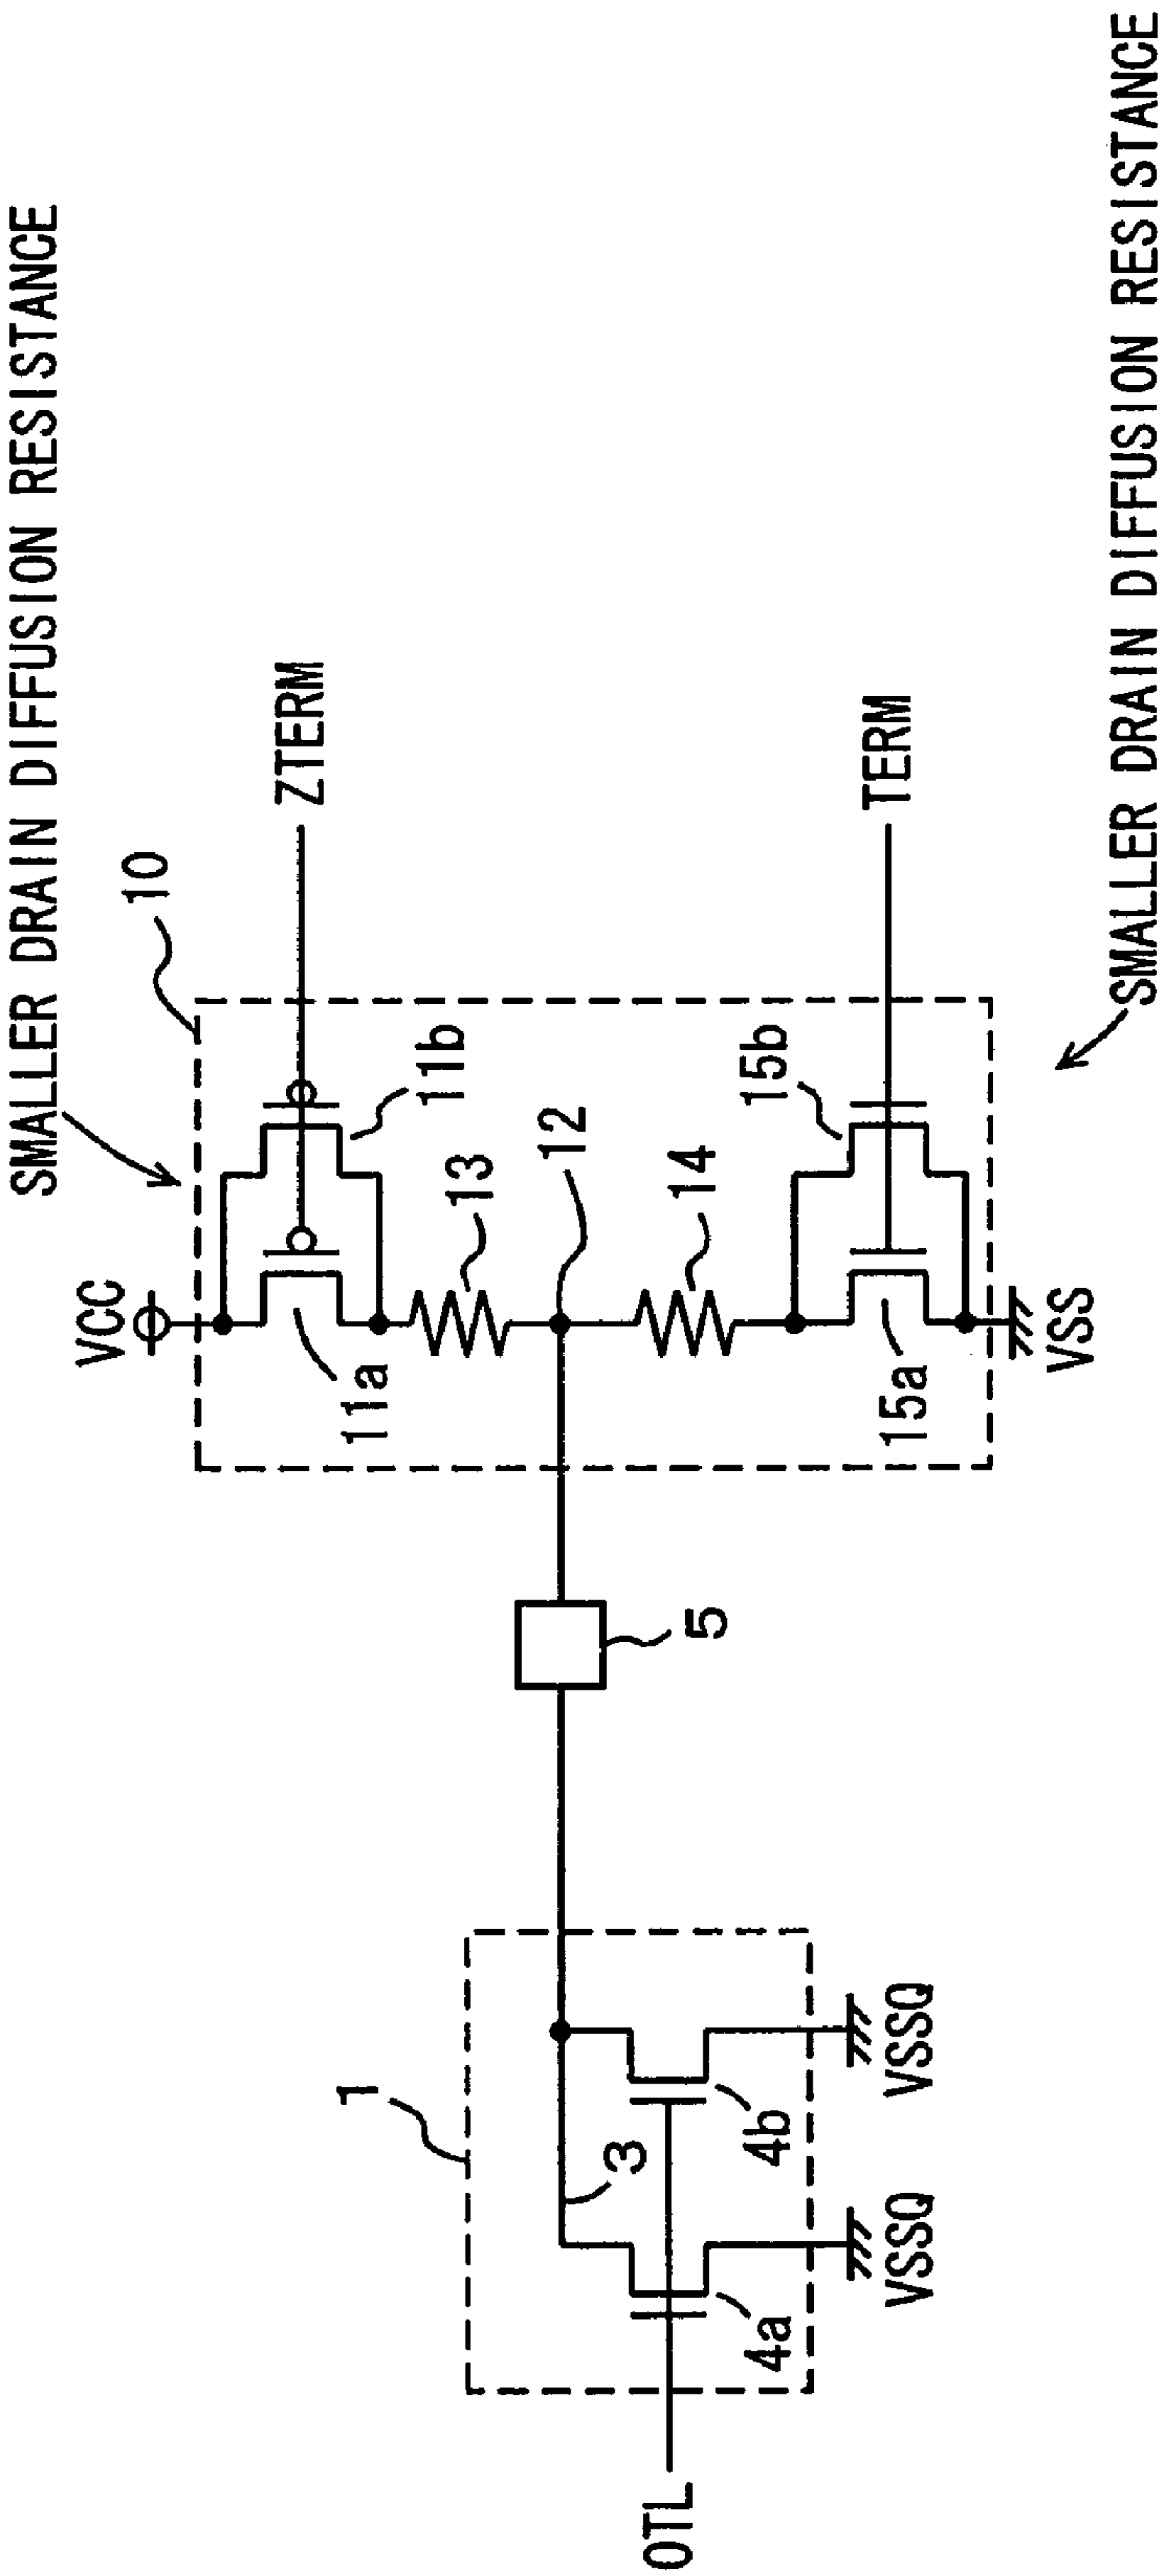 SMALLER DRAIN DIFFUSION RESISTANCE
VCC
10
11a
11b
ZTERM
13
12
14
15a
15b
TERM
VSS
SMALLER DRAIN DIFFUSION RESISTANCE
5
1
3
4a
4b
OTL
VSSQ
VSSQ